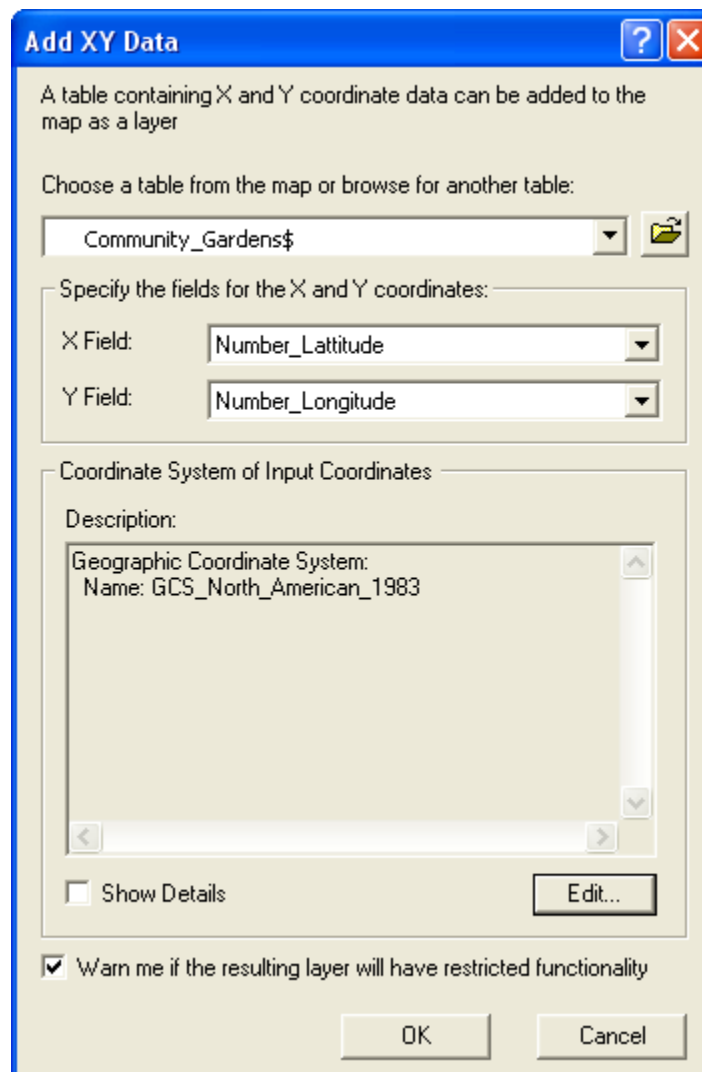 Add XY Data
A table containing X and Y coordinate data can be added to the
map as a layer
Choose a table from the map or browse for another table:
Community_Gardens$
Specify the fields for the X and Y coordinates:
X Field:
Number_Lattitude
Y Field:
Number_Longitude
Coordinate System of Input Coordinates
Description:
Geographic Coordinate System:
Name: GCS_North_American_1983
Show Details
Edit...
Warn me if the resulting layer will have restricted functionality
OK
Cancel